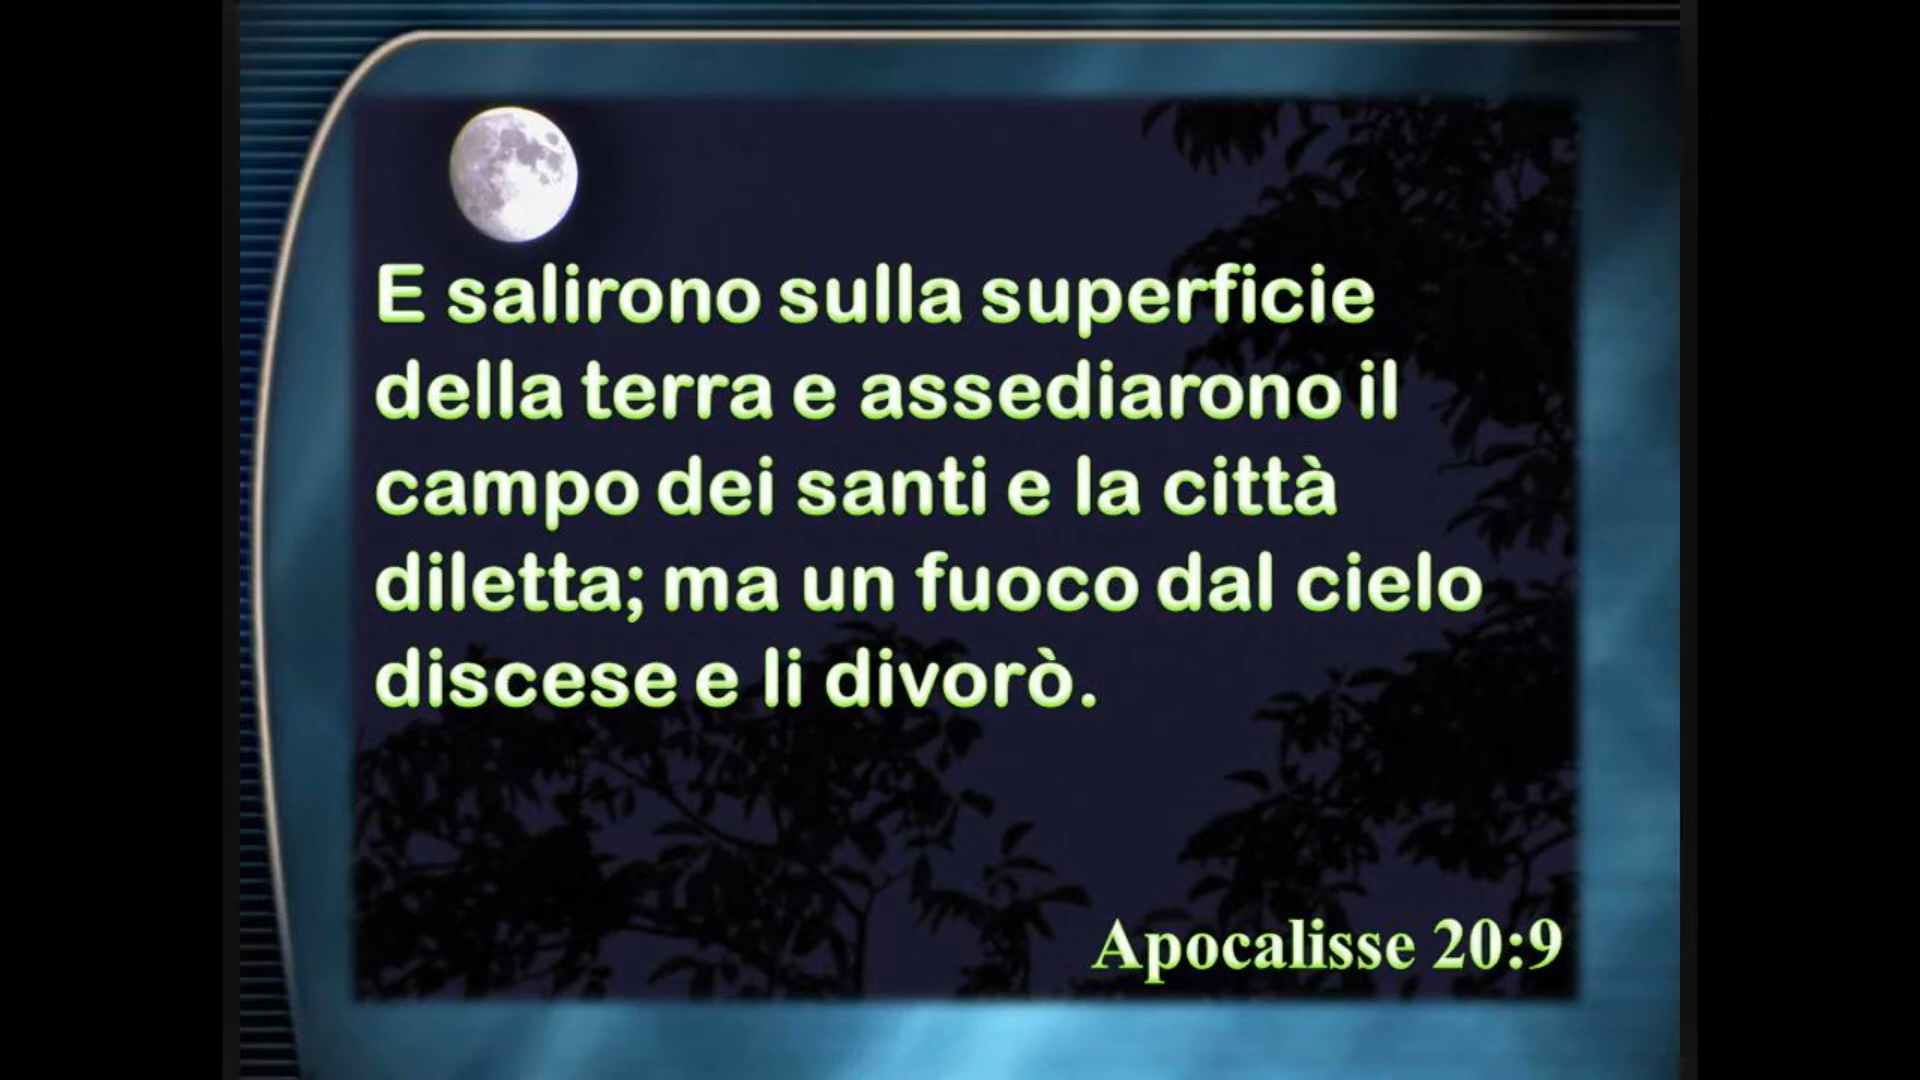 E salirono sulla superficie
della terra e assediarono il
campo dei santi e la città
diletta; ma un fuoco dal cielo
discese e li divorò.
Apocalisse 20:9